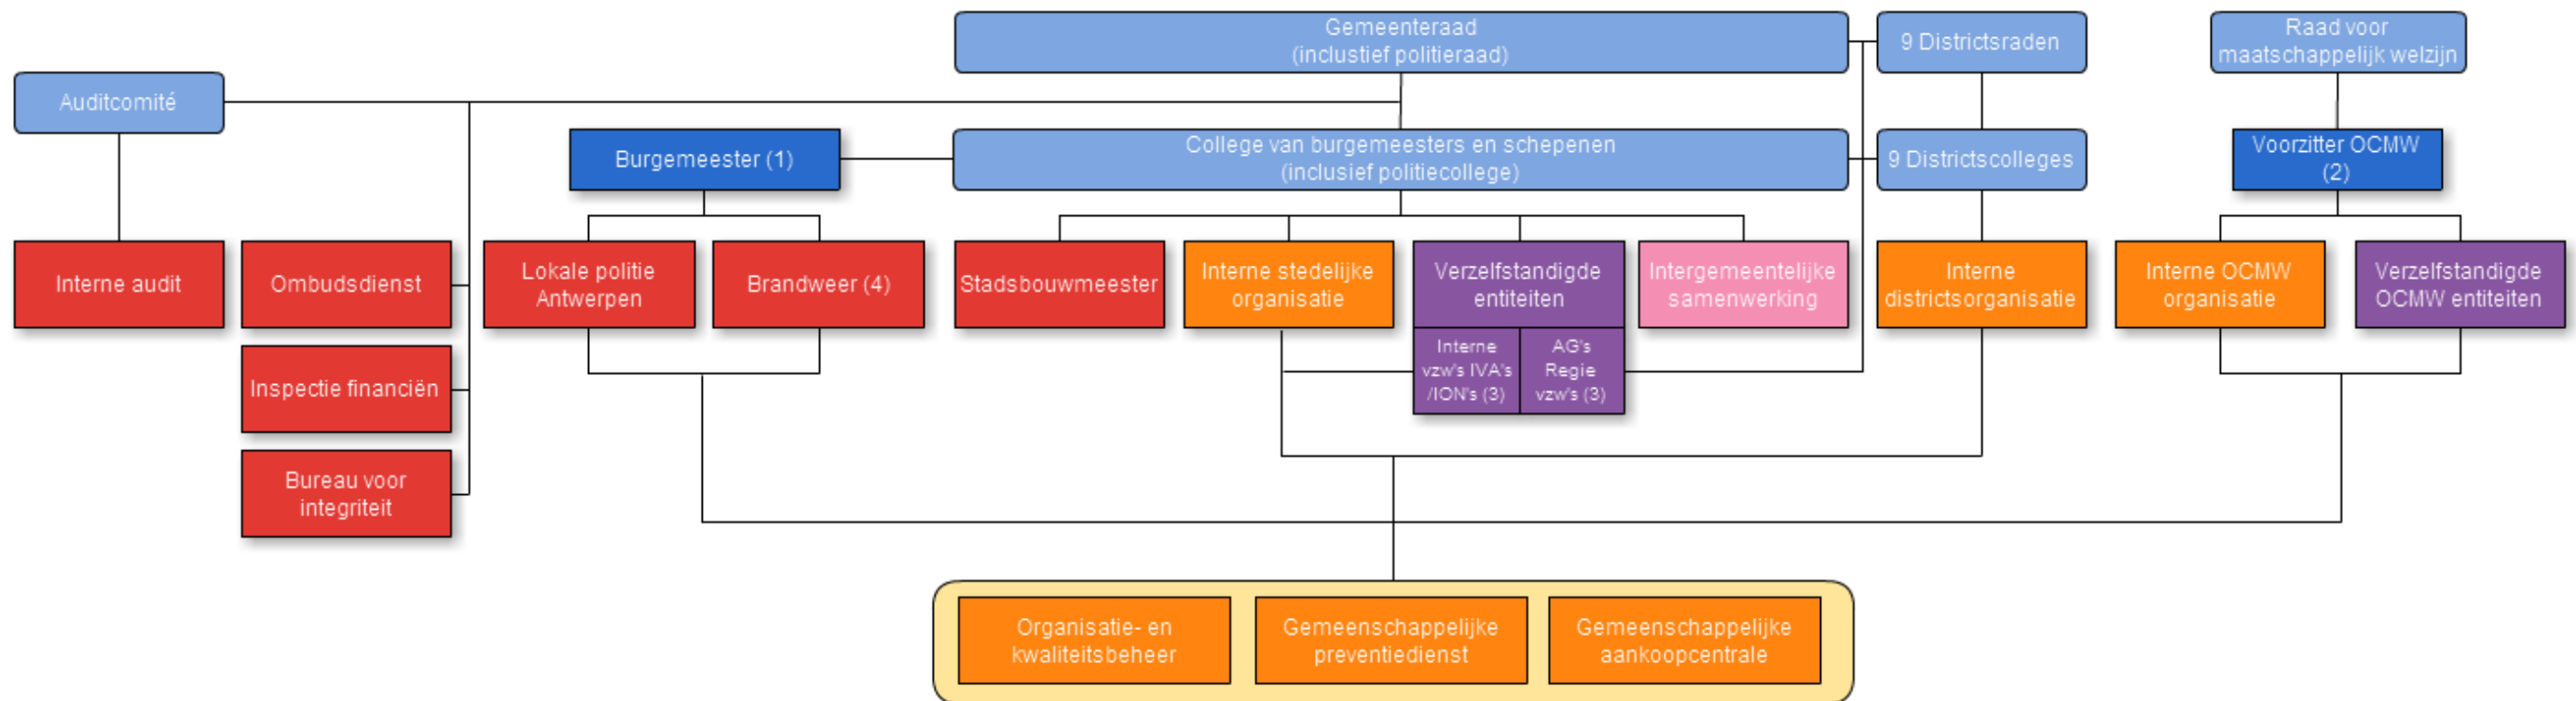 Gemeenteraad
(inclustief politieraad)
9 Districtsraden
Raad voor
maatschappelijk welzijn
Auditcomité
Burgemeester (1)
College van burgemeesters en schepenen
(inclusief politiecollege)
9 Districtscolleges
Voorzitter OCMW
(2)
Interne audit
Ombudsdienst
Lokale politie
Antwerpen
Brandweer (4)
Stadsbouwmeester
Interne stedelijke
organisatie
Verzelfstandigde
entiteiten
Intergemeentelijke
samenwerking
Interne
districtsorganisatie
Interne OCMW
organisatie
Verzelfstandigde
OCMW entiteiten
Interne
vzw's IVA's
/ION's (3)
AG's
Regie
vzw's (3)
Inspectie financiën
Bureau voor
integriteit
Organisatie- en
kwaliteitsbeheer
Gemeenschappelijke
preventiedienst
Gemeenschappelijke
aankoopcentrale